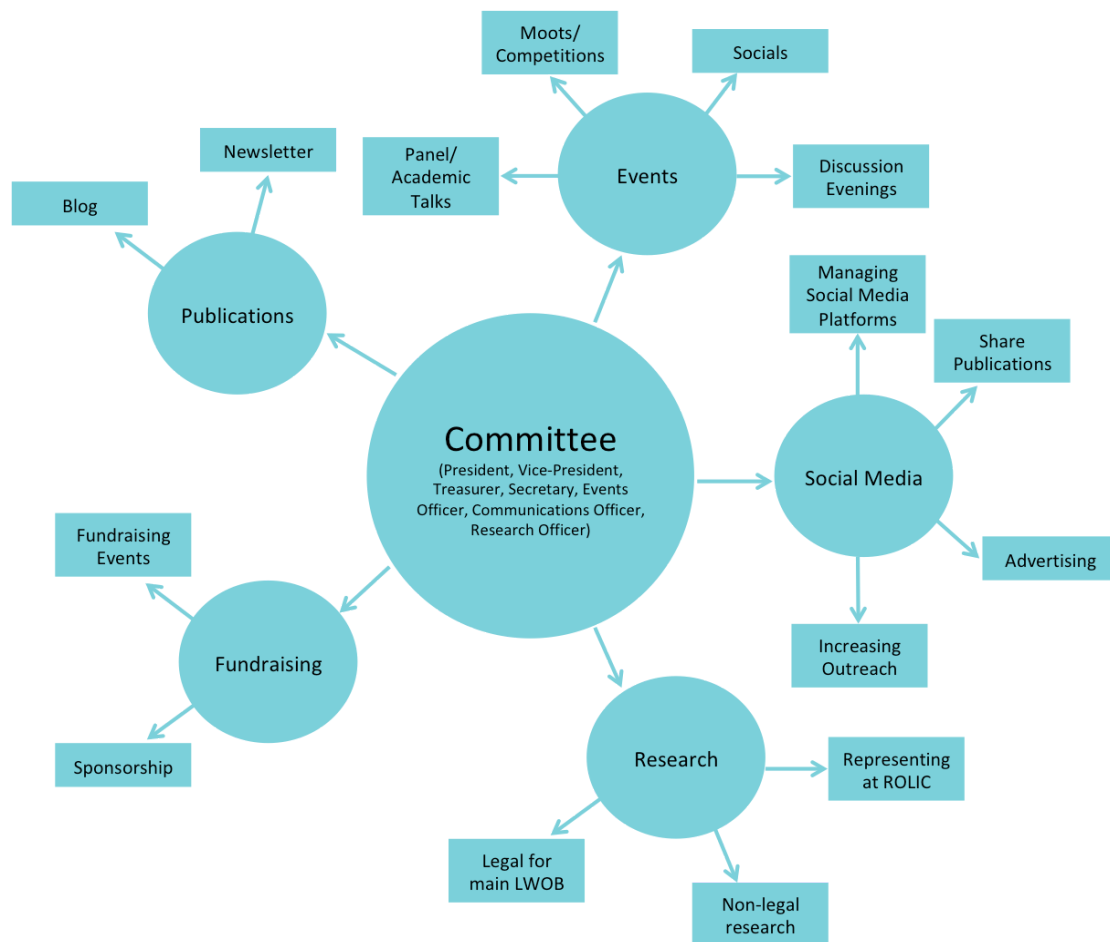 Moots/
Competitions
Socials
Panel/
Academic
Talks
Events
Discussion
Evenings
Newsletter
Blog
Publications
Managing
Social Media
Platforms
Share
Publications
Social Media
Advertising
Increasing
Outreach
Committee
(President, Vice-President,
Treasurer, Secretary, Events
Officer, Communications Officer,
Research Officer)
Fundraising
Events
Fundraising
Sponsorship
Research
Representing
at ROLIC
Legal for
main LWOB
Non-legal
research